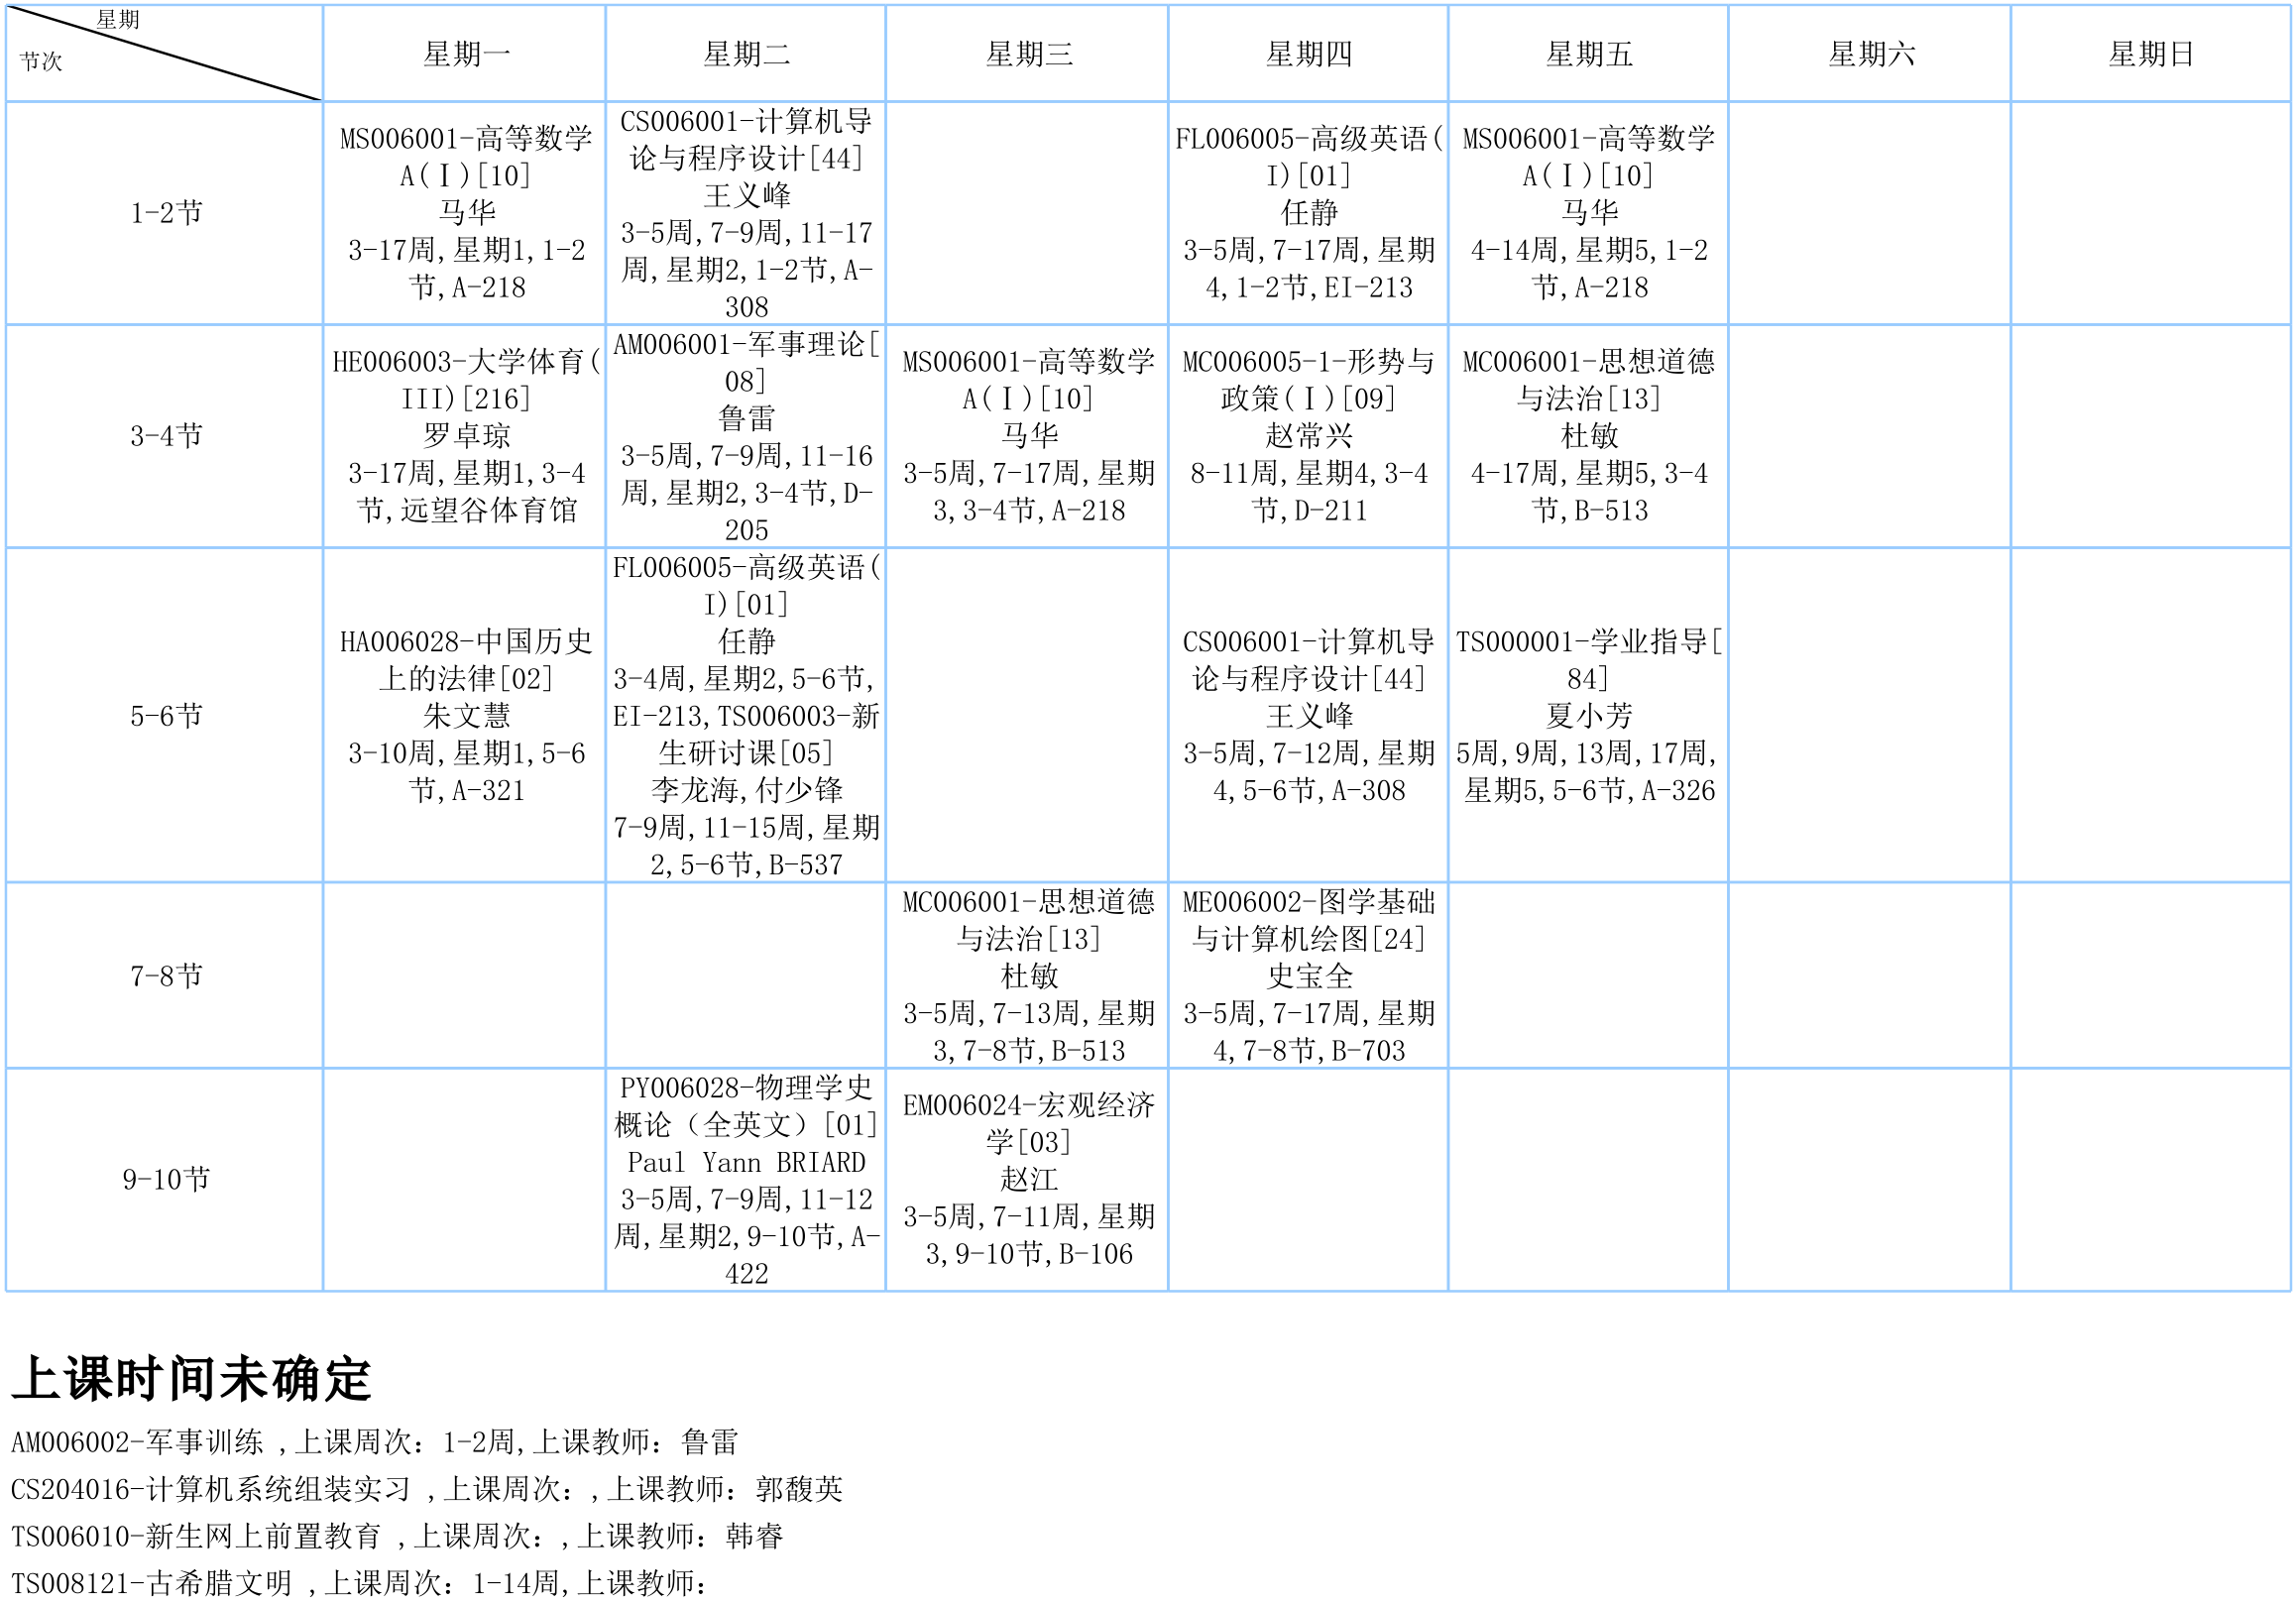 星期
节次
星期一
星期二
星期三
星期四
星期五
星期六
星期日
1-2节
MS006001-高等数学
A(Ⅰ)[10]
马华
3-17周,星期1,1-2
节,A-218
CS006001-计算机导
论与程序设计[44]
王义峰
3-5周,7-9周,11-17
周,星期2,1-2节,A-
308
FL006005-高级英语(
I)[01]
任静
3-5周,7-17周,星期
4,1-2节,EI-213
MS006001-高等数学
A(Ⅰ)[10]
马华
4-14周,星期5,1-2
节,A-218
3-4节
HE006003-大学体育(
III)[216]
罗卓琼
3-17周,星期1,3-4
节,远望谷体育馆
AM006001-军事理论[
08]
鲁雷
3-5周,7-9周,11-16
周,星期2,3-4节,D-
205
MS006001-高等数学
A(Ⅰ)[10]
马华
3-5周,7-17周,星期
3,3-4节,A-218
MC006005-1-形势与
政策(Ⅰ)[09]
赵常兴
8-11周,星期4,3-4
节,D-211
MC006001-思想道德
与法治[13]
杜敏
4-17周,星期5,3-4
节,B-513
5-6节
HA006028-中国历史
上的法律[02]
朱文慧
3-10周,星期1,5-6
节,A-321
FL006005-高级英语(
I)[01]
任静
3-4周,星期2,5-6节,
EI-213,TS006003-新
生研讨课[05]
李龙海,付少锋
7-9周,11-15周,星期
2,5-6节,B-537
CS006001-计算机导
论与程序设计[44]
王义峰
3-5周,7-12周,星期
4,5-6节,A-308
TS000001-学业指导[
84]
夏小芳
5周,9周,13周,17周,
星期5,5-6节,A-326
7-8节
MC006001-思想道德
与法治[13]
杜敏
3-5周,7-13周,星期
3,7-8节,B-513
ME006002-图学基础
与计算机绘图[24]
史宝全
3-5周,7-17周,星期
4,7-8节,B-703
9-10节
PY006028-物理学史
概论（全英文）[01]
Paul Yann BRIARD
3-5周,7-9周,11-12
周,星期2,9-10节,A-
422
EM006024-宏观经济
学[03]
赵江
3-5周,7-11周,星期
3,9-10节,B-106
上课时间未确定
AM006002-军事训练 ,上课周次：1-2周,上课教师：鲁雷
CS204016-计算机系统组装实习 ,上课周次：,上课教师：郭馥英
TS006010-新生网上前置教育 ,上课周次：,上课教师：韩睿
TS008121-古希腊文明 ,上课周次：1-14周,上课教师：